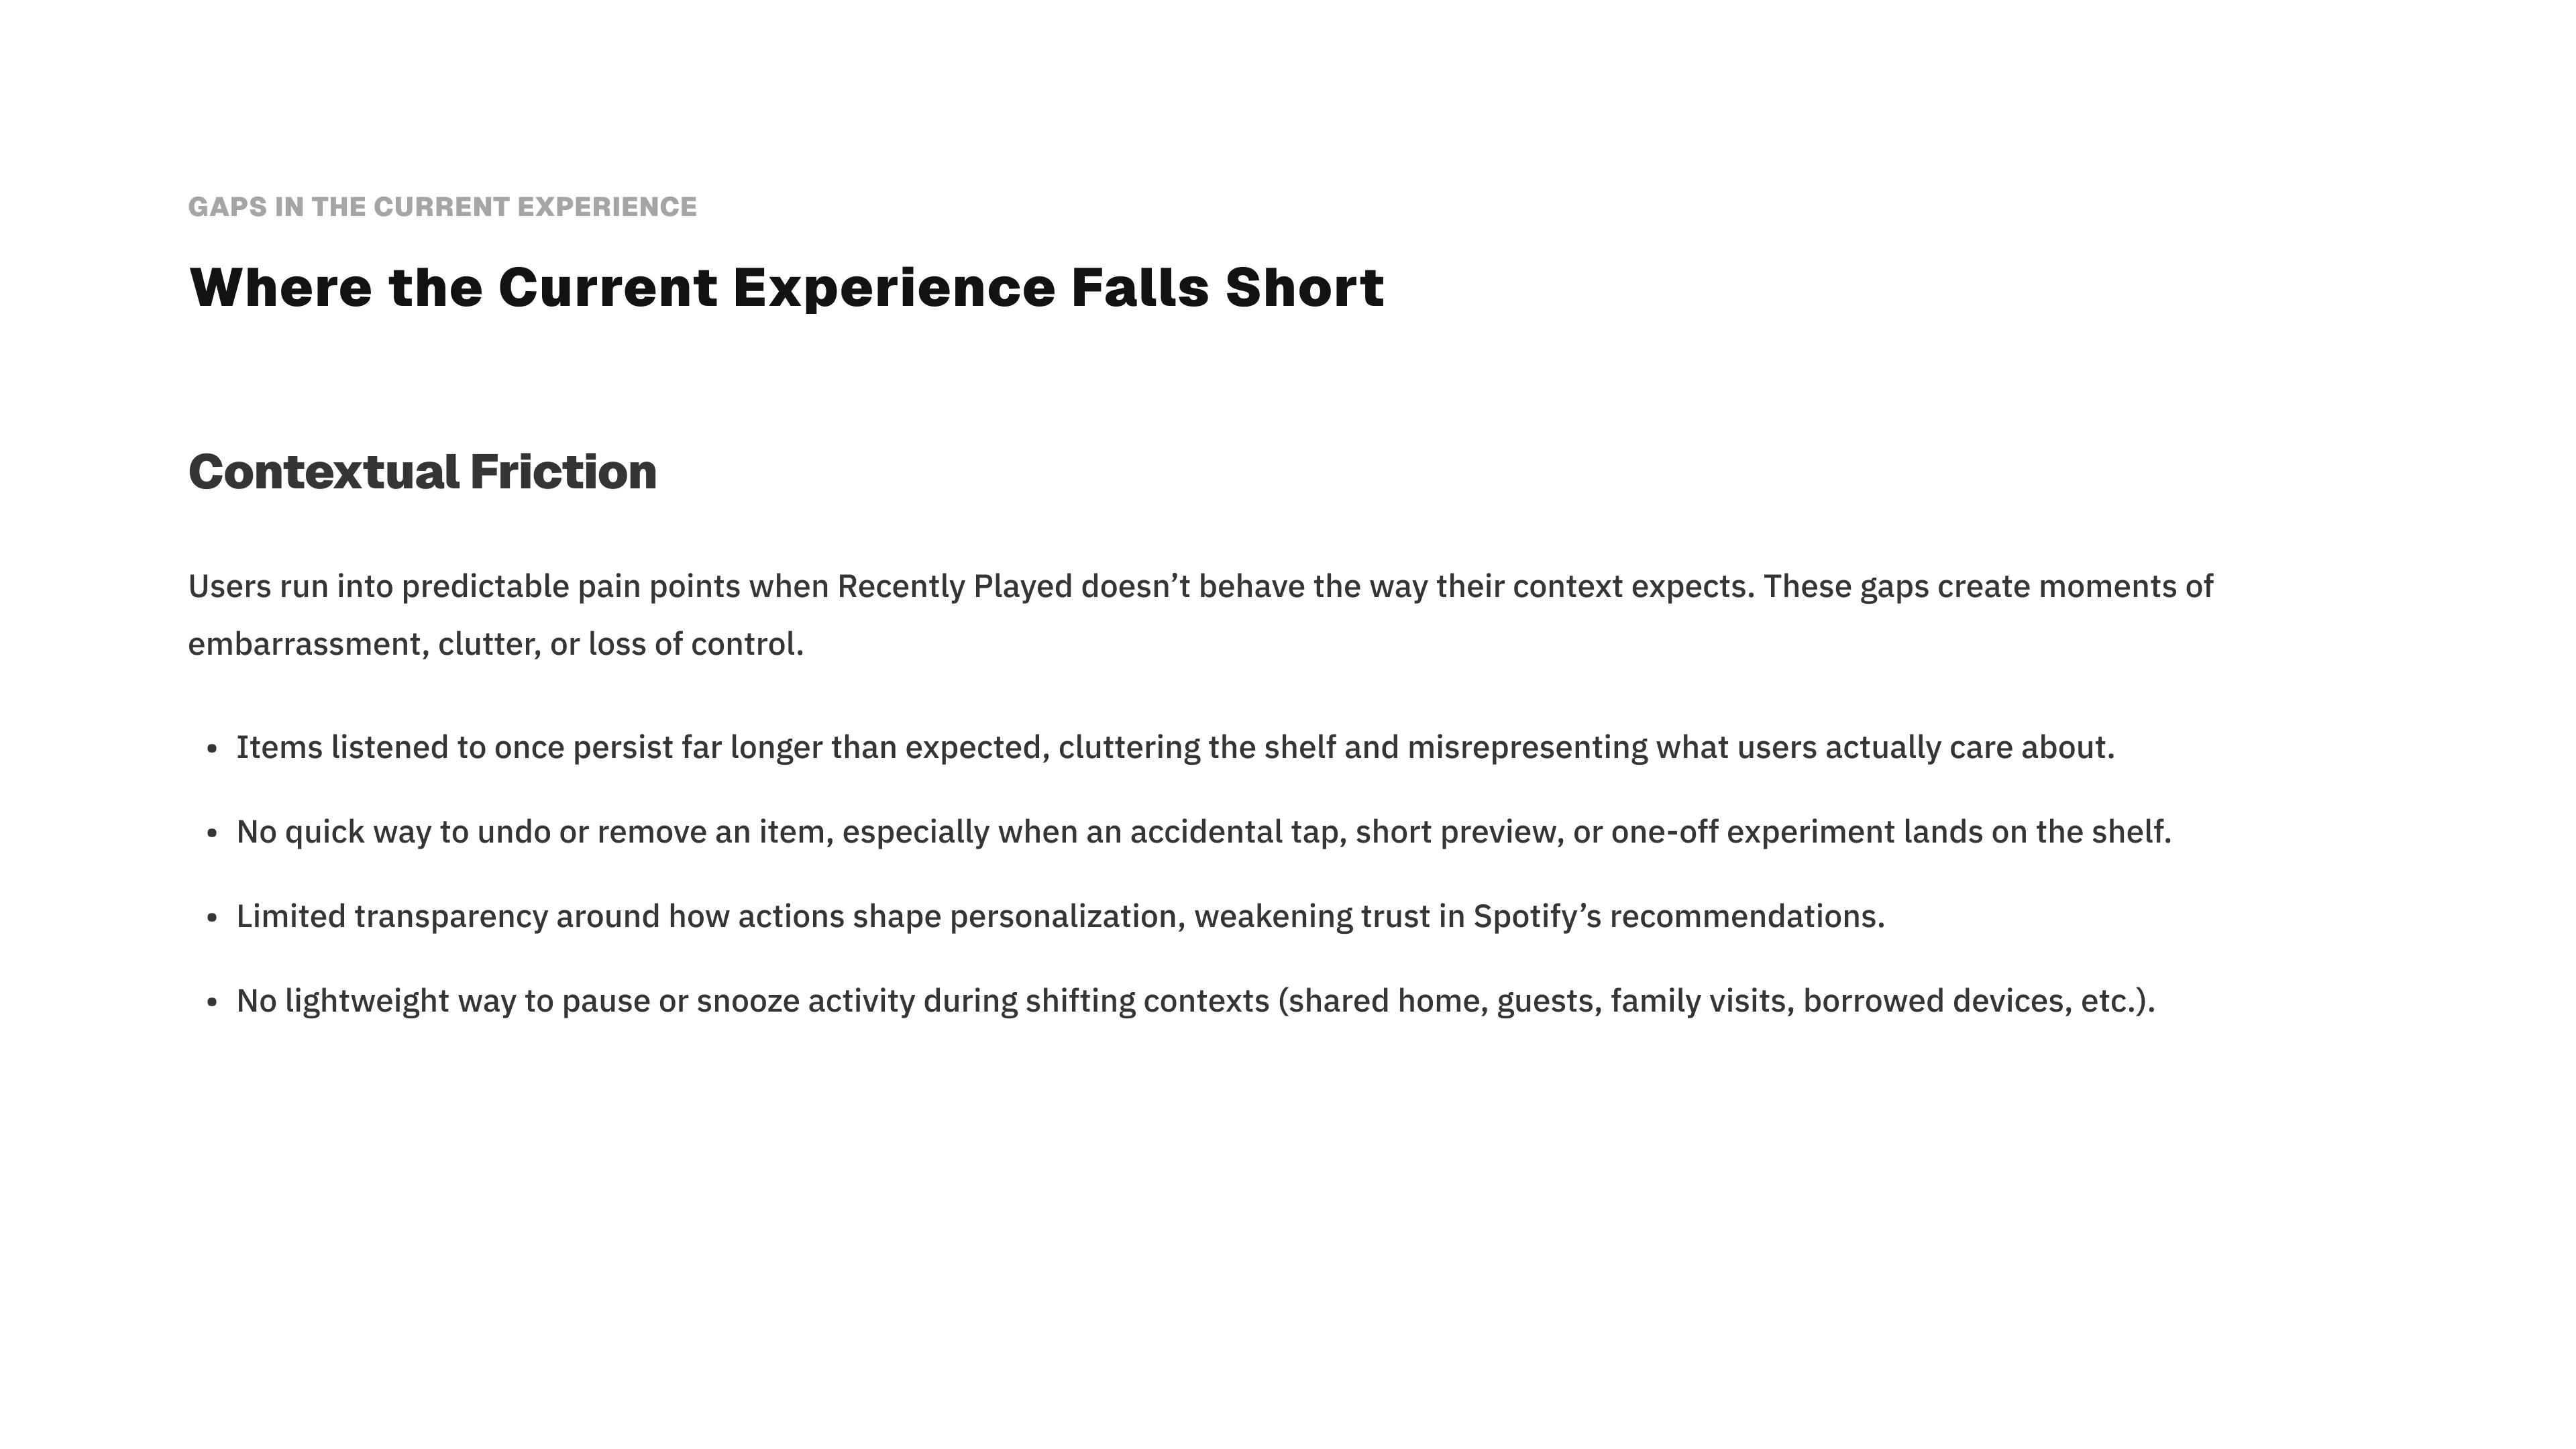 GAPS IN THE CURRENT EXPERIENCE
Where the Current Experience Falls Short
Contextual Friction
Users run into predictable pain points when Recently Played doesn’t behave the way their context expects. These gaps create moments of
embarrassment, clutter, or loss of control.
• Items listened to once persist far longer than expected, cluttering the shelf and misrepresenting what users actually care about.
• No quick way to undo or remove an item, especially when an accidental tap, short preview, or one-off experiment lands on the shelf.
• Limited transparency around how actions shape personalization, weakening trust in Spotify’s recommendations.
• No lightweight way to pause or snooze activity during shifting contexts (shared home, guests, family visits, borrowed devices, etc.).